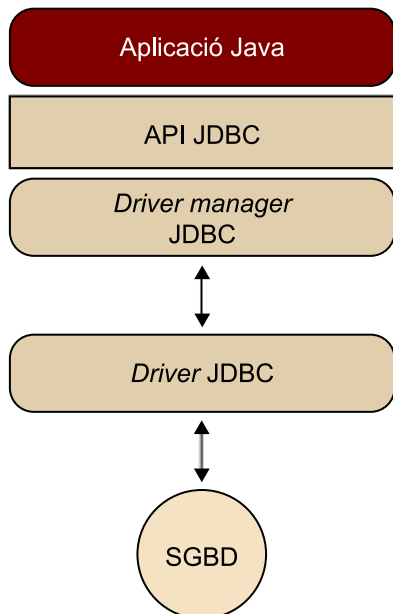 Aplicació Java
API JDBC
Driver manager
JDBC
Driver JDBC
SGBD